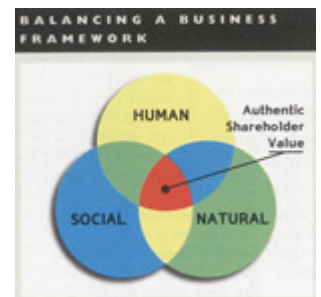 BALANCING A BUSINESS
FRAMEWORK
HUMAN
Authentic
Shareholder
Value
SOCIAL
NATURAL